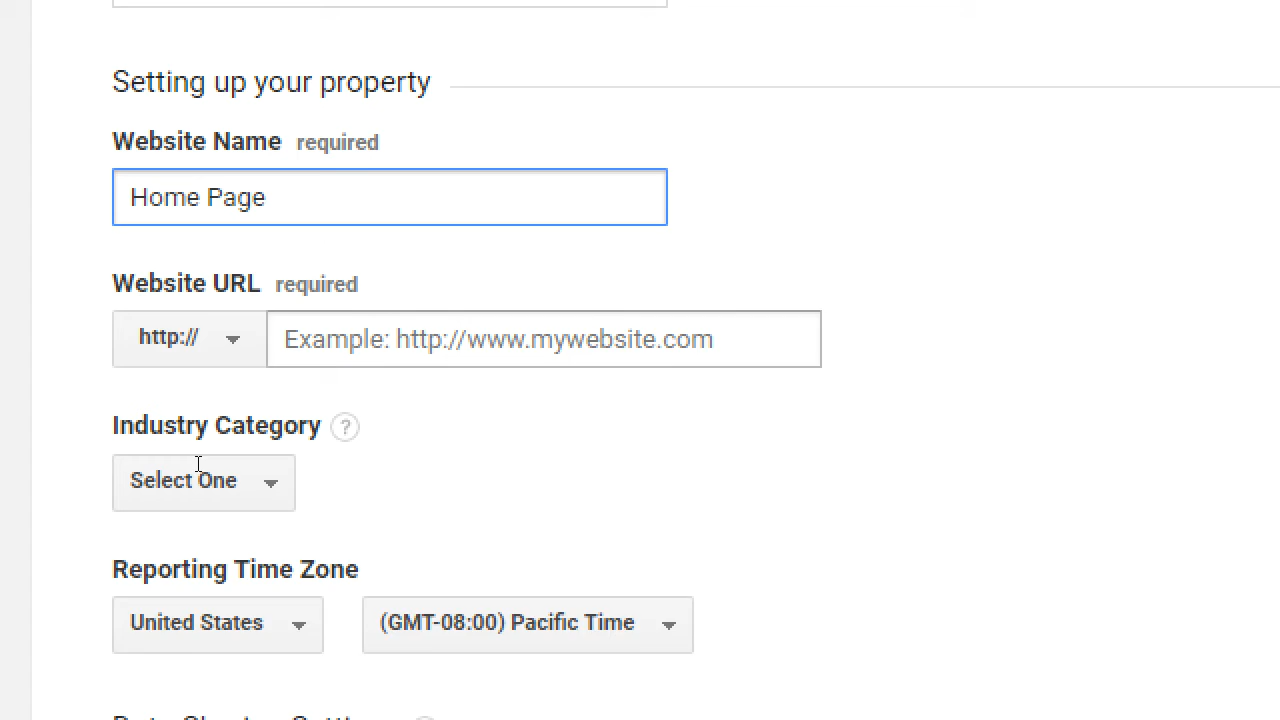 Setting up your property
Website Name required
Home Page
Website URL required
http:// Example: http://www.mywebsite.com
Industry Category ?
Select One
Reporting Time Zone
United States (GMT-08:00) Pacific Time